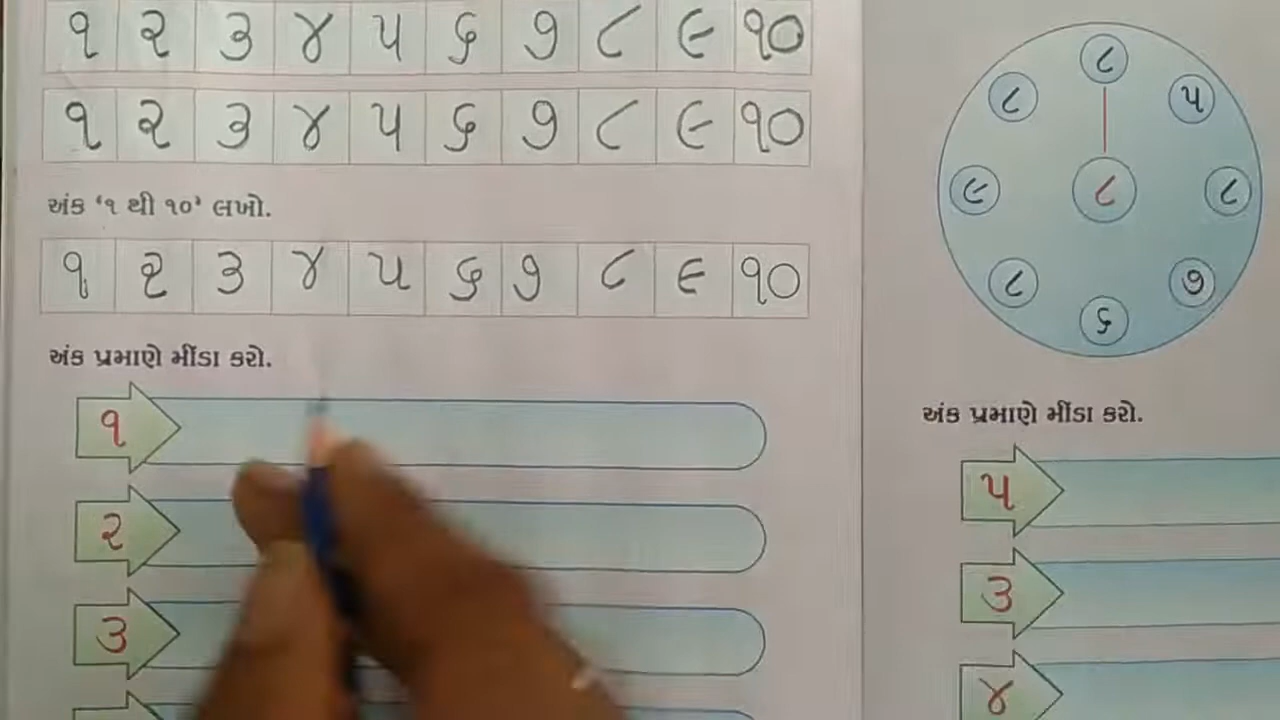 ૧ ૨ ૩ ૪ ૫ ૬ ૭ ૮ ૯ ૧૦
૧ ૨ ૩ ૪ ૫ ૬ ૭ ૮ ૯ ૧૦
અંક ‘૧ થી ૧૦’ લખો.
૧ ૨ ૩ ૪ ૫ ૬ ૭ ૮ ૯ ૧૦
અંક પ્રમાણે મીંડા કરો.
૧
૨
૩
૮
૮ ૫
૯ ૮ ૮
૮ ૭
૬
અંક પ્રમાણે મીંડા કરો.
૫
૩
૪